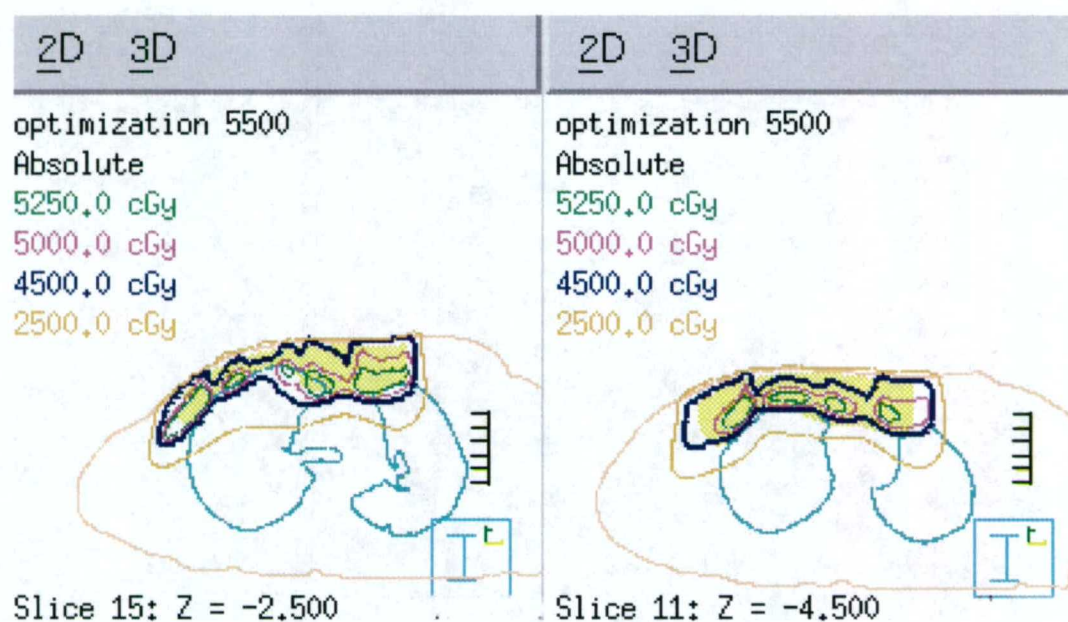 2D 3D
optimization 5500
Absolute
5250.0 cGy
5000.0 cGy
4500.0 cGy
2500.0 cGy
Slice 15: Z = -2.500
2D 3D
optimization 5500
Absolute
5250.0 cGy
5000.0 cGy
4500.0 cGy
2500.0 cGy
Slice 11: Z = -4.500